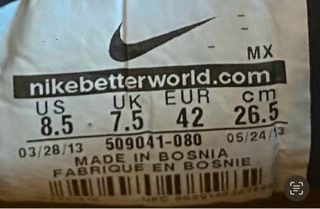 MX
nikebetterworld.com
US UK EUR cm
8.5 - 7.5 - 42 - 26.5
03/28/13 509041-080 05/24/13
MADE IN BOSNIA
FABRIQUE EN BOSNIE
UPC